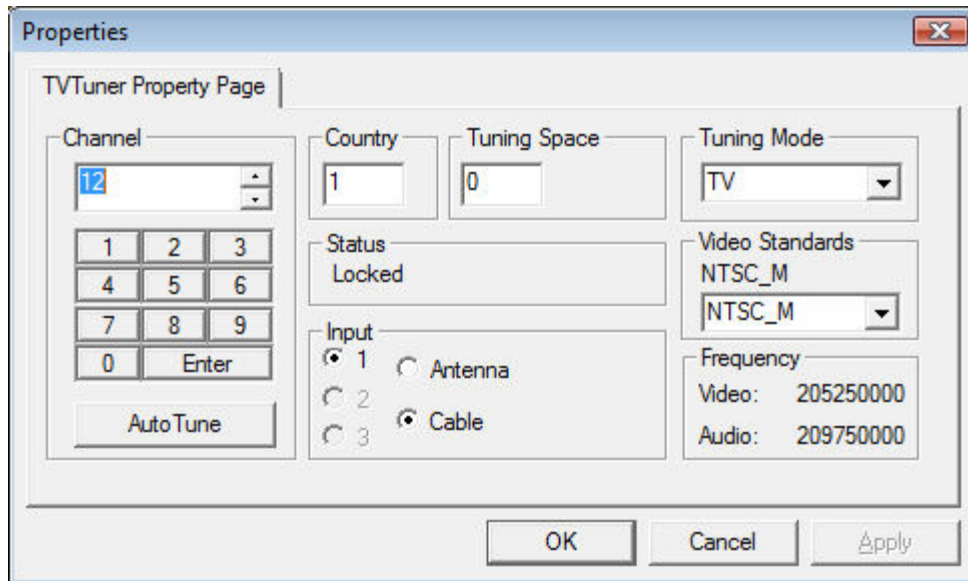 Properties
TVTuner Property Page
Channel
12
1 2 3
4 5 6
7 8 9
0 Enter
AutoTune
Country
1
Tuning Space
0
Status
Locked
Input
1
2
3
Antenna
Cable
Tuning Mode
TV
Video Standards
NTSC_M
NTSC_M
Frequency
Video: 205250000
Audio: 209750000
OK Cancel Apply